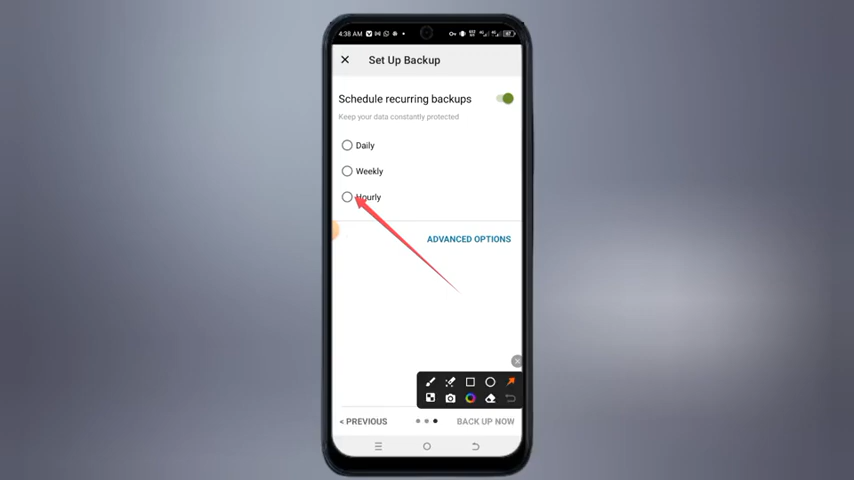 4:38 AM
Set Up Backup
Schedule recurring backups
Keep your data constantly protected
Daily
Weekly
Hourly
ADVANCED OPTIONS
< PREVIOUS
BACK UP NOW